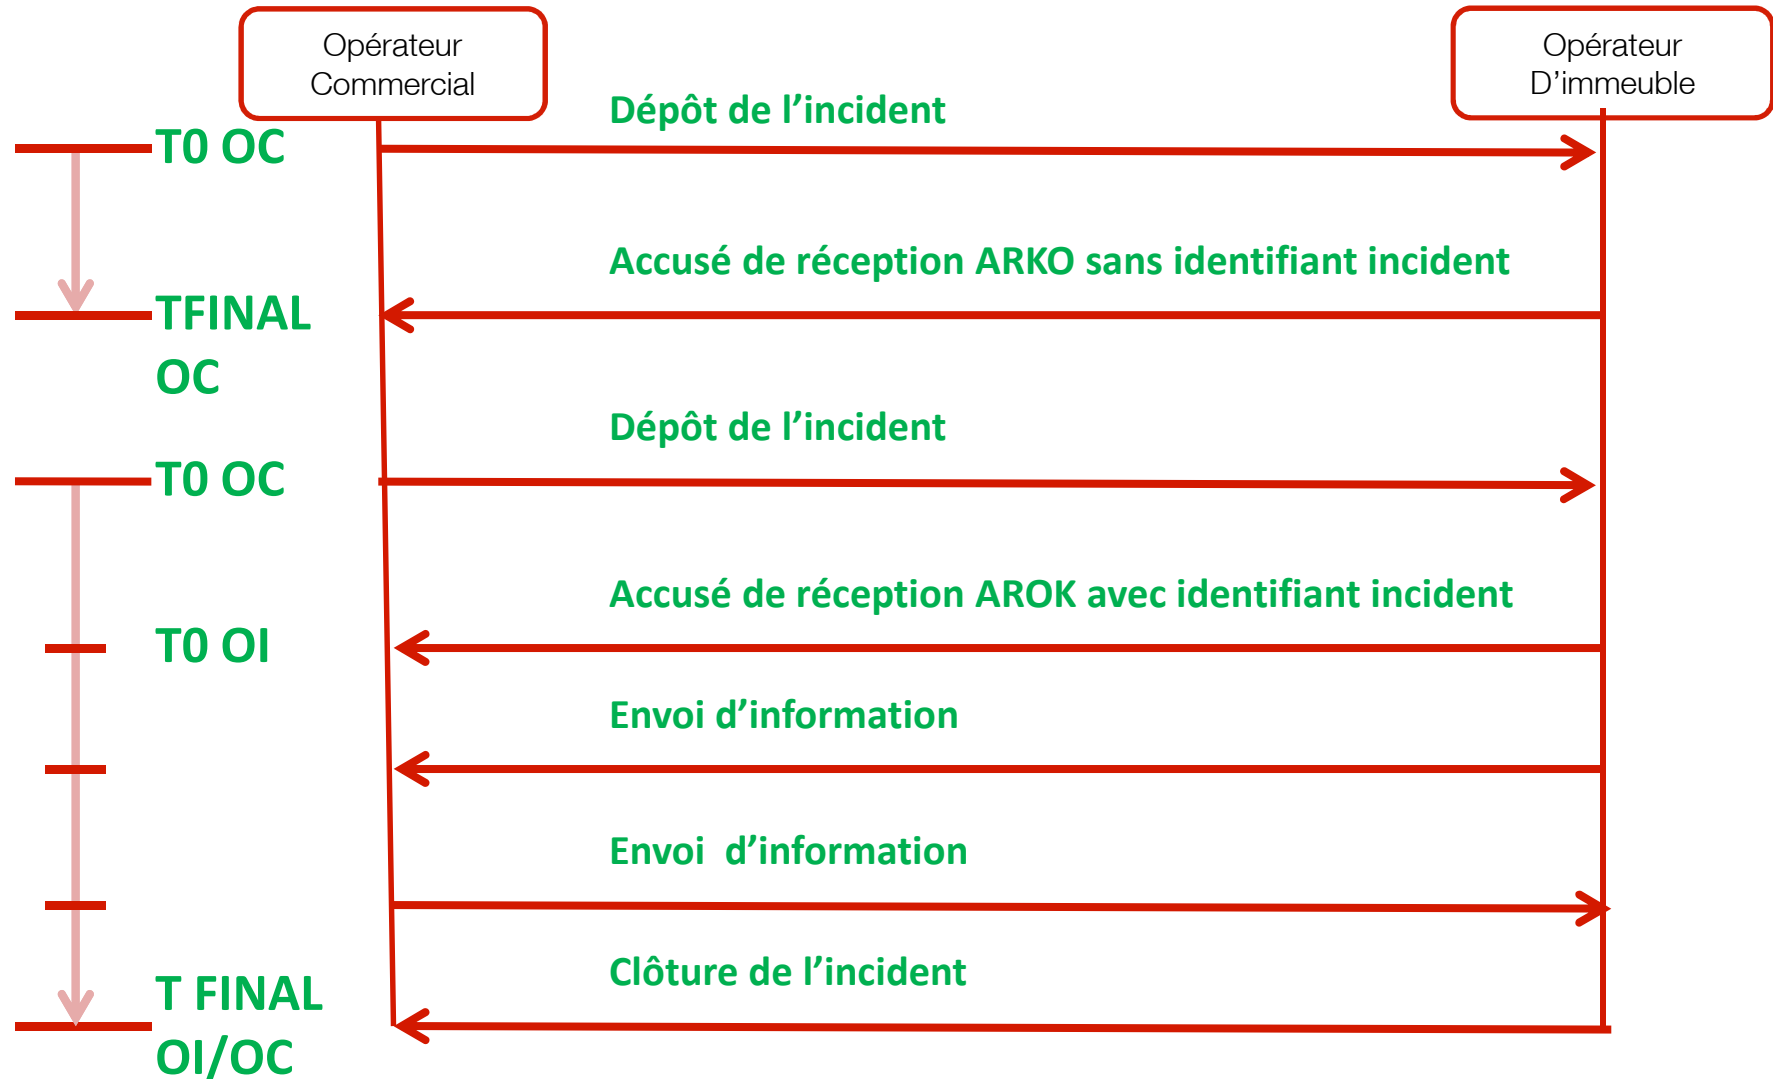 Opérateur
Commercial
Opérateur
D’immeuble
Dépôt de l’incident
T0 OC
Accusé de réception ARKO sans identifiant incident
TFINAL
OC
Dépôt de l’incident
T0 OC
Accusé de réception AROK avec identifiant incident
T0 OI
Envoi d’information
Envoi  d’information
Clôture de l’incident
T FINAL
OI/OC